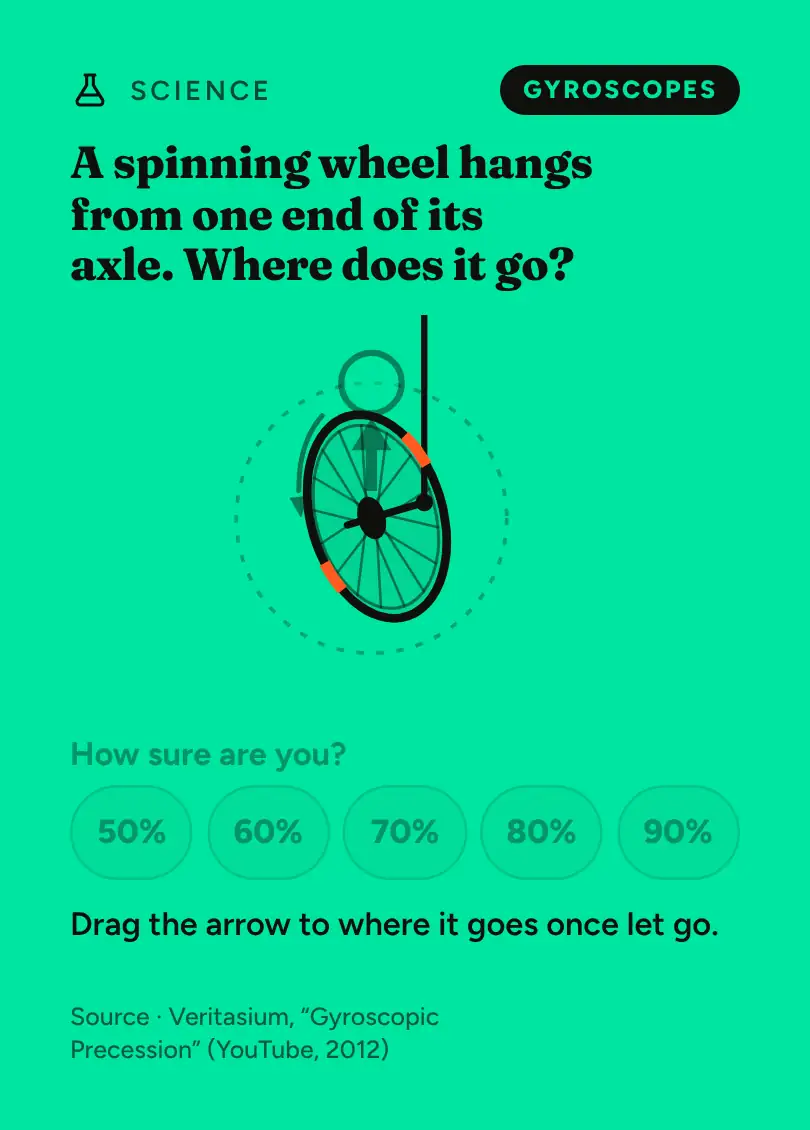 SCIENCE
GYROSCOPES
A spinning wheel hangs
from one end of its
axle. Where does it go?
How sure are you?
50% 60% 70% 80% 90%
Drag the arrow to where it goes once let go.
Source · Veritasium, “Gyroscopic
Precession” (YouTube, 2012)